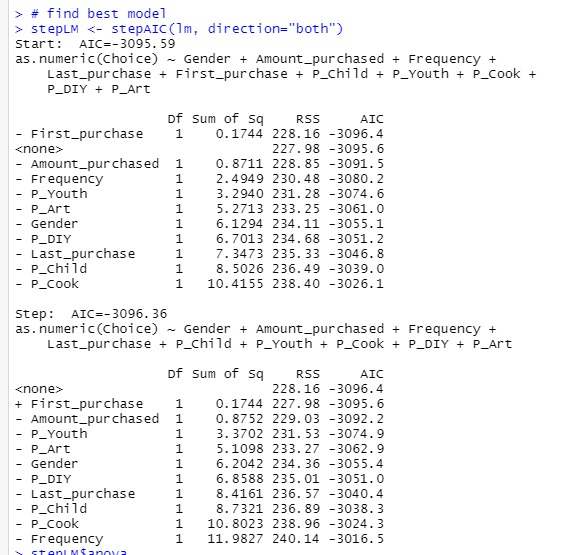 > # find best model
> stepLM <- stepAIC(lm, direction="both")
Start:  AIC=-3095.59
as.numeric(Choice) ~ Gender + Amount_purchased + Frequency +
    Last_purchase + First_purchase + P_Child + P_Youth + P_Cook +
    P_DIY + P_Art

                   Df Sum of Sq    RSS     AIC
- First_purchase    1    0.1744 228.16 -3096.4
<none>                          227.98 -3095.6
- Amount_purchased  1    0.8711 228.85 -3091.5
- Frequency         1    2.4949 230.48 -3080.2
- P_Youth           1    3.2940 231.28 -3074.6
- P_Art             1    5.2713 233.25 -3061.0
- Gender            1    6.1294 234.11 -3055.1
- P_DIY             1    6.7013 234.68 -3051.2
- Last_purchase     1    7.3473 235.33 -3046.8
- P_Child           1    8.5026 236.49 -3039.0
- P_Cook            1   10.4155 238.40 -3026.1

Step:  AIC=-3096.36
as.numeric(Choice) ~ Gender + Amount_purchased + Frequency +
    Last_purchase + P_Child + P_Youth + P_Cook + P_DIY + P_Art

                   Df Sum of Sq    RSS     AIC
<none>                          228.16 -3096.4
+ First_purchase    1    0.1744 227.98 -3095.6
- Amount_purchased  1    0.8752 229.03 -3092.2
- P_Youth           1    3.3702 231.53 -3074.9
- P_Art             1    5.1098 233.27 -3062.9
- Gender            1    6.2042 234.36 -3055.4
- P_DIY             1    6.8588 235.01 -3051.0
- Last_purchase     1    8.4161 236.57 -3040.4
- P_Child           1    8.7321 236.89 -3038.3
- P_Cook            1   10.8023 238.96 -3024.3
- Frequency         1   11.9827 240.14 -3016.5
> stepLM$anova